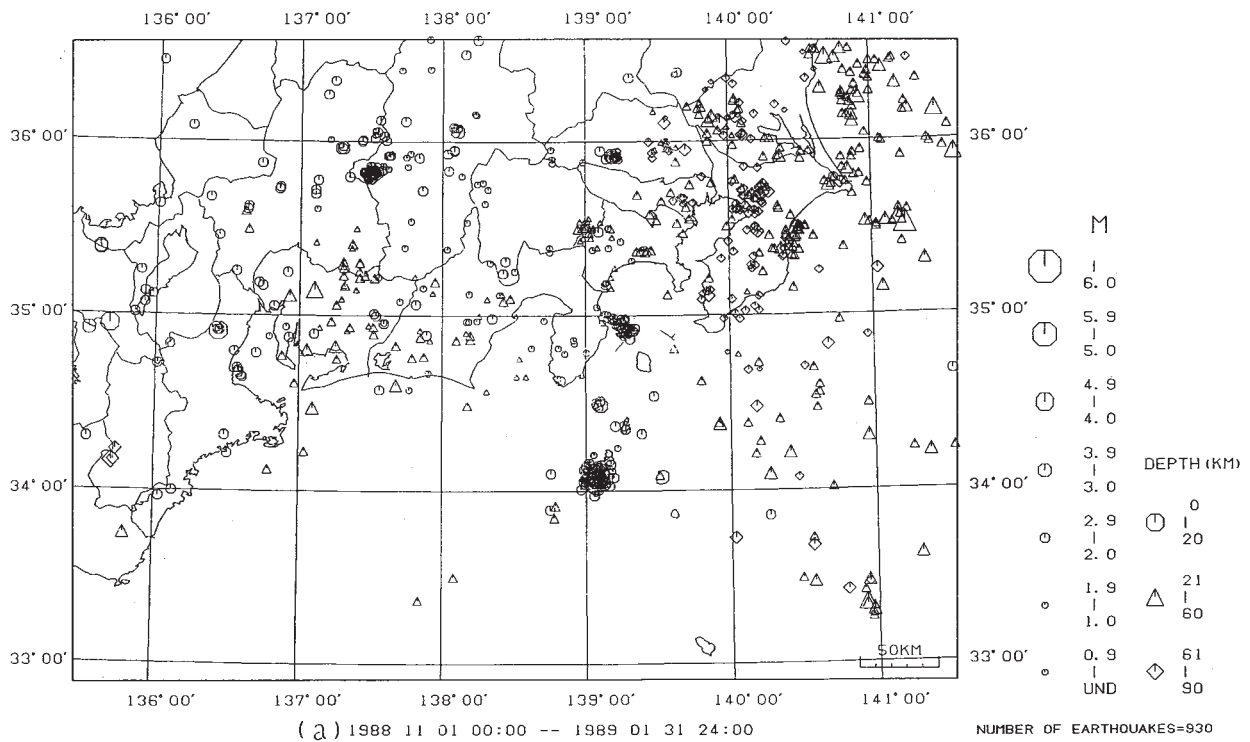 136° 00' 137° 00' 138° 00' 139° 00' 140° 00' 141° 00'
36° 00' 36° 00'
35° 00' 35° 00'
34° 00' 34° 00'
33° 00' 33° 00'
50KM
136° 00' 137° 00' 138° 00' 139° 00' 140° 00' 141° 00'
(a) 1988 11 01 00:00 -- 1989 01 31 24:00
M
6.0
5.9
5.0
4.9
4.0
3.9
3.0
2.9
2.0
1.9
1.0
0.9
UND
DEPTH (KM)
0
20
21
60
61
90
NUMBER OF EARTHOUAKES=930